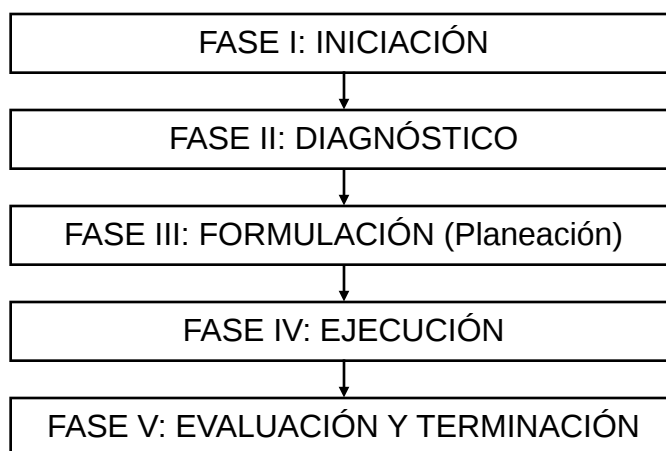 FASE I: INICIACIÓN
FASE II: DIAGNÓSTICO
FASE III: FORMULACIÓN (Planeación)
FASE IV: EJECUCIÓN
FASE V: EVALUACIÓN Y TERMINACIÓN